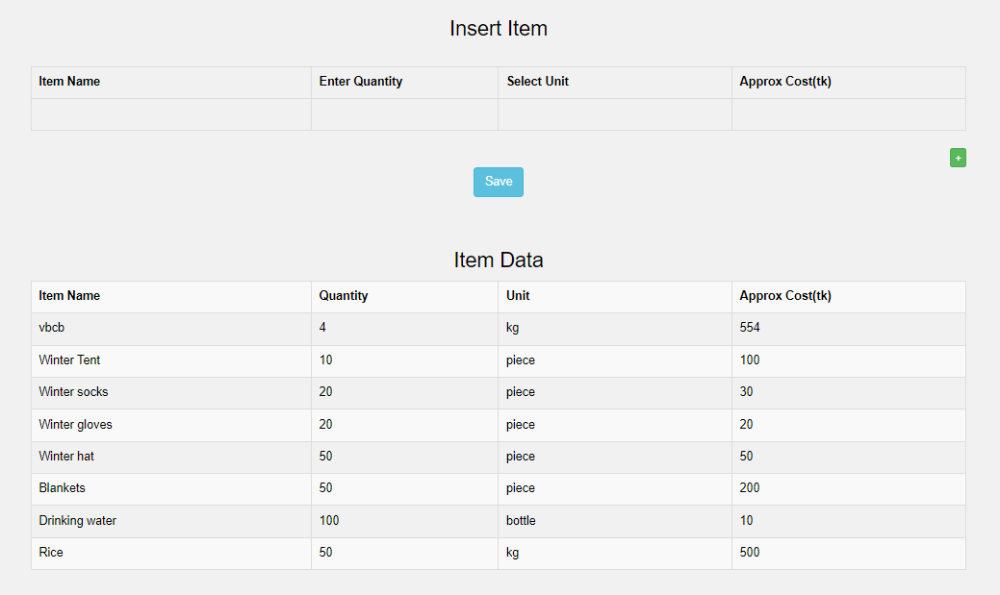 Insert Item
Item Name Enter Quantity Select Unit Approx Cost(tk)
+
Save
Item Data
Item Name Quantity Unit Approx Cost(tk)
vbcb 4 kg 554
Winter Tent 10 piece 100
Winter socks 20 piece 30
Winter gloves 20 piece 20
Winter hat 50 piece 50
Blankets 50 piece 200
Drinking water 100 bottle 10
Rice 50 kg 500